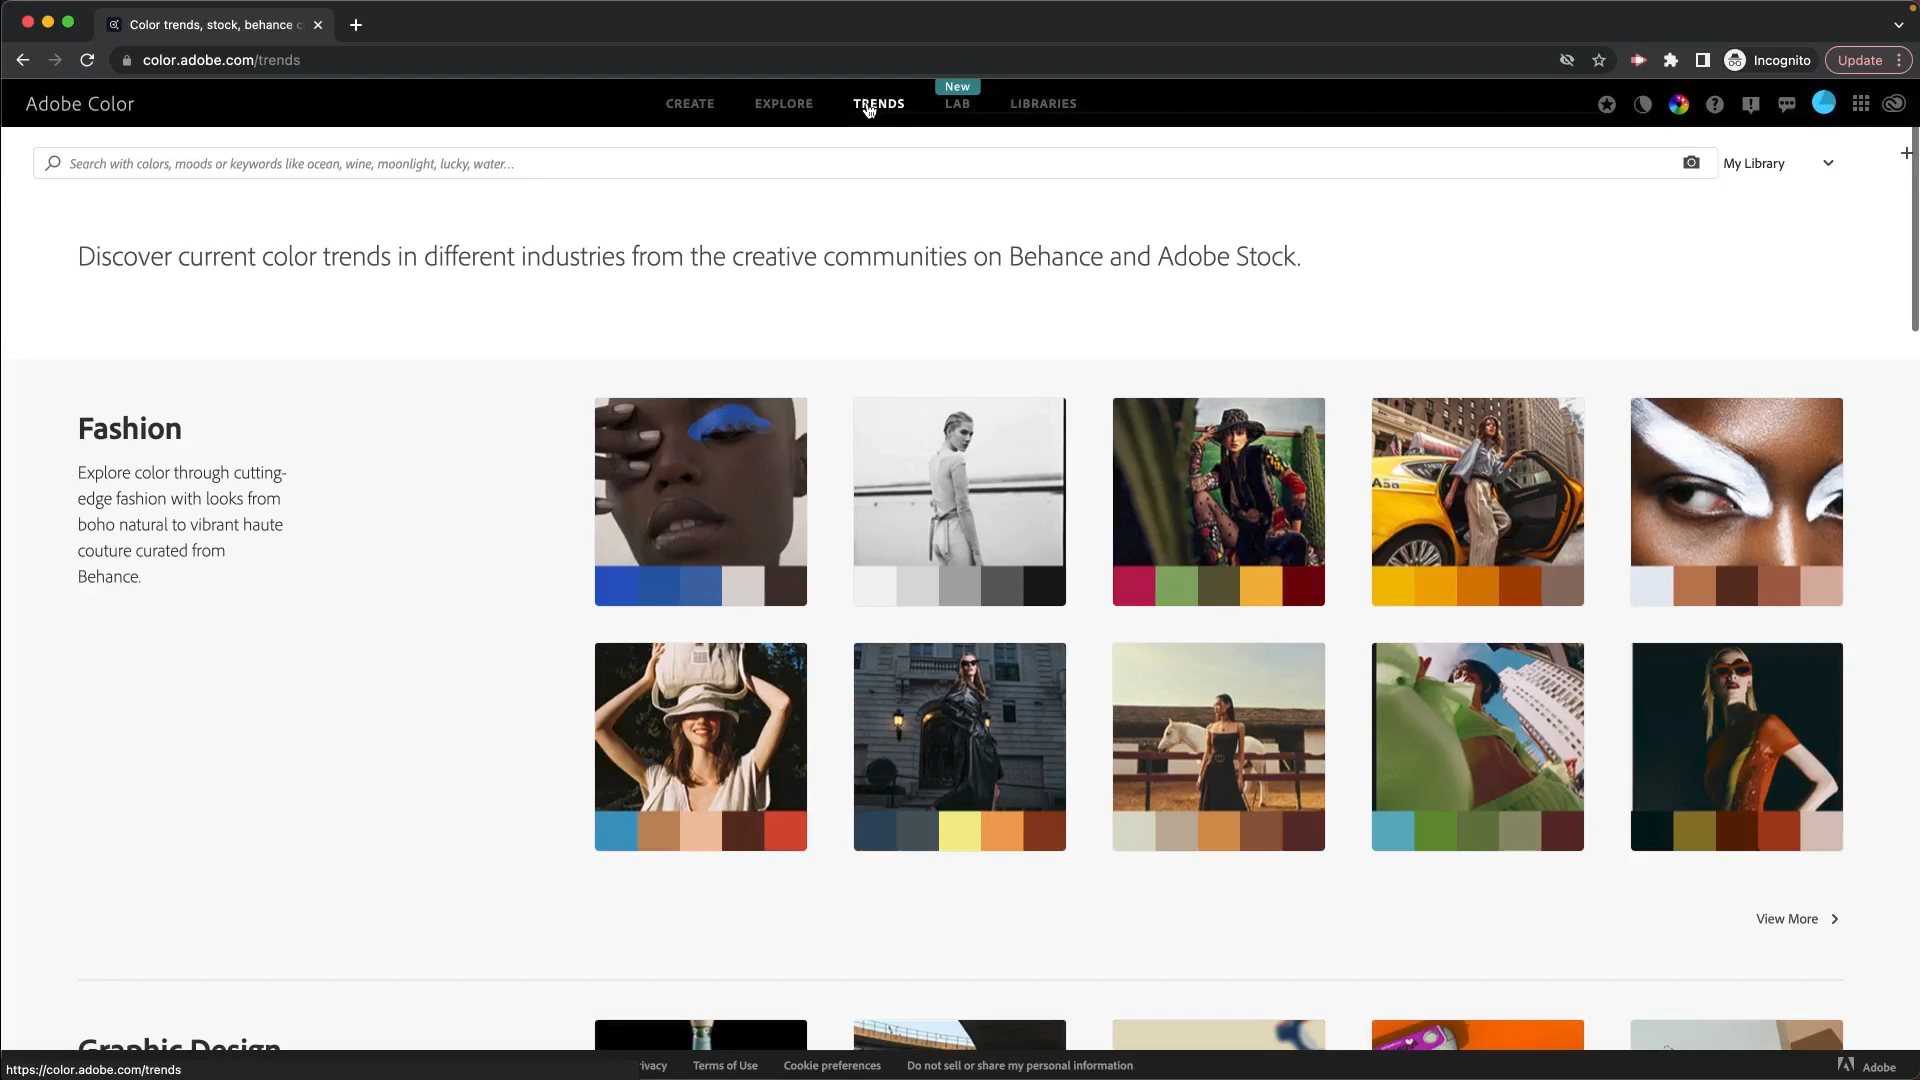 Color trends, stock, behance c
color.adobe.com/trends
Incognito
Update
Adobe Color
CREATE
EXPLORE
TRENDS
New
LAB
LIBRARIES
Search with colors, moods or keywords like ocean, wine, moonlight, lucky, water...
My Library
Discover current color trends in different industries from the creative communities on Behance and Adobe Stock.
Fashion
Explore color through cutting-
edge fashion with looks from
boho natural to vibrant haute
couture curated from
Behance.
View More
Graphic Design
https://color.adobe.com/trends
ivacy
Terms of Use
Cookie preferences
Do not sell or share my personal information
Adobe